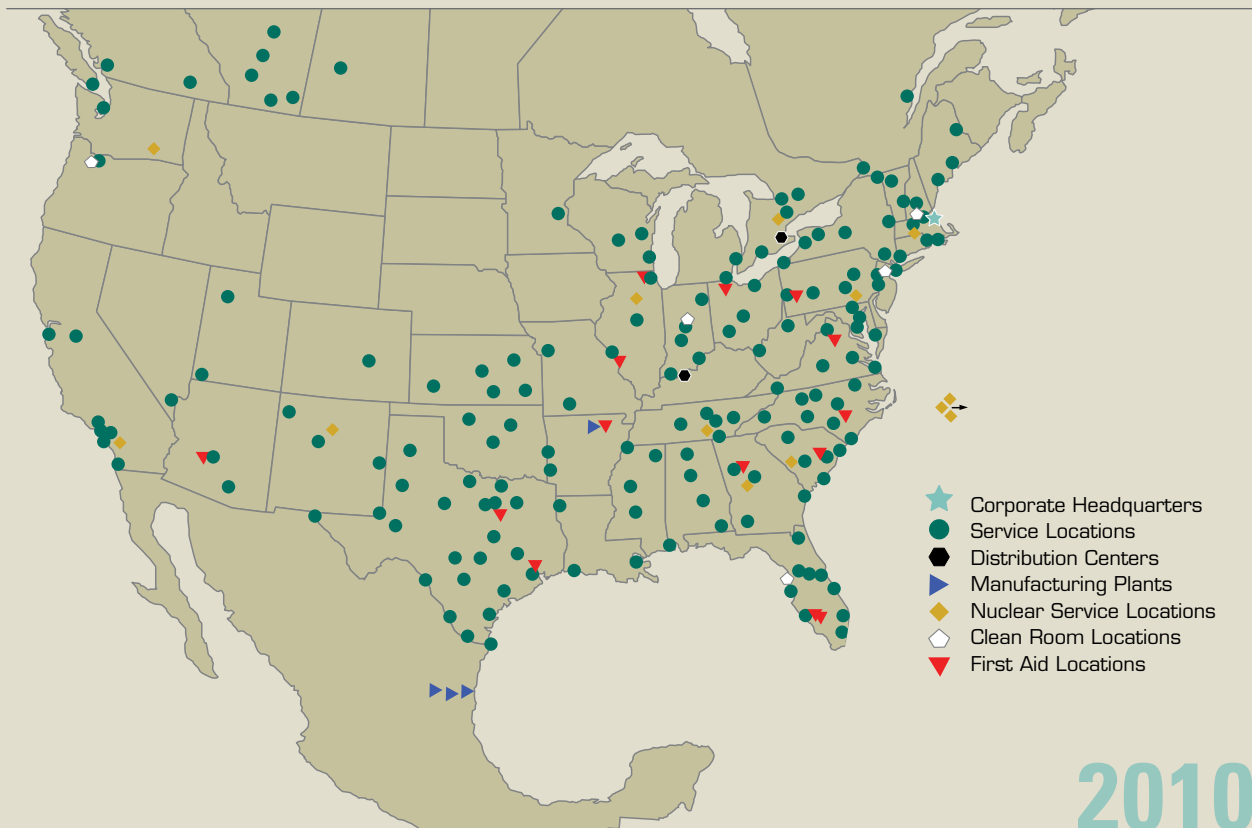 Corporate Headquarters
Service Locations
Distribution Centers
Manufacturing Plants
Nuclear Service Locations
Clean Room Locations
First Aid Locations
2010